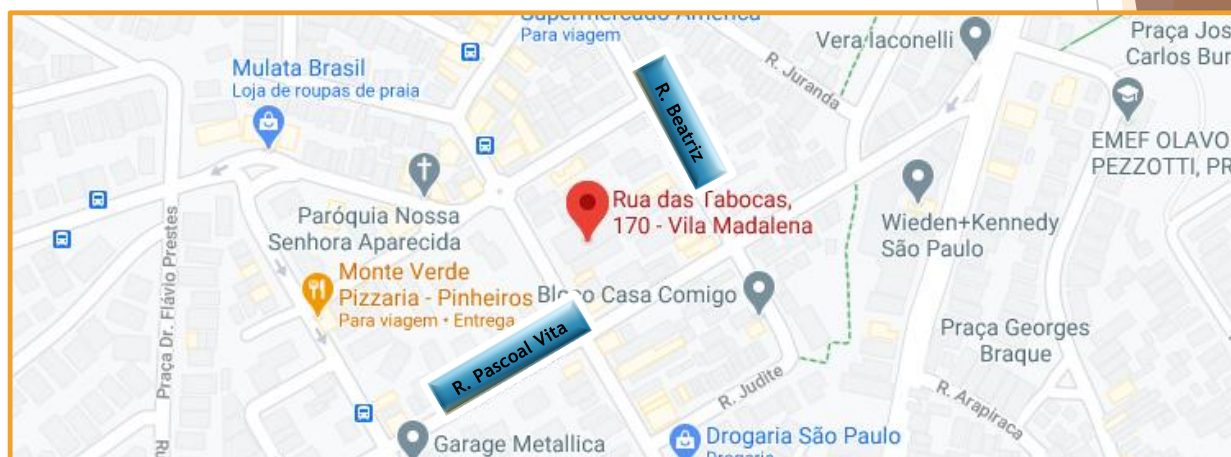 Supermercado América
Para viagem
Mulata Brasil
Loja de roupas de praia
R. Beatriz
R. Juranda
Vera Iaconelli
Praça Jos
Carlos Bur
EMEF OLAVO
PEZZOTTI, PR
Paróquia Nossa
Senhora Aparecida
Rua das Tabocas,
170 - Vila Madalena
Wieden+Kennedy
São Paulo
Praça Dr. Flávio Prestes
Monte Verde
Pizzaria - Pinheiros
Para viagem • Entrega
Casa Comigo
R. Pascoal Vita
Praça Georges
Braque
R. Judite
R. Arapiraca
Garage Metallica
Drogaria São Paulo
Drogaria